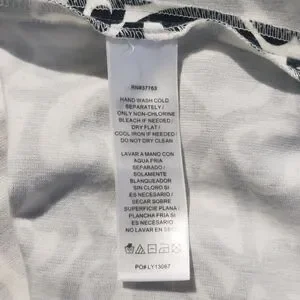 RN#37763
HAND WASH COLD
SEPARATELY /
ONLY NON-CHLORINE
BLEACH IF NEEDED /
DRY FLAT /
COOL IRON IF NEEDED /
DO NOT DRY CLEAN
LAVAR A MANO CON
AGUA FRIA
SEPARADO /
SOLAMENTE
BLANQUEADOR
SIN CLORO SI
ES NECESARIO /
SECAR SOBRE
SUPERFICIE PLANA /
PLANCHA FRIA SI
ES NECESARIO /
NO LAVAR EN SECO
PO# LY13067